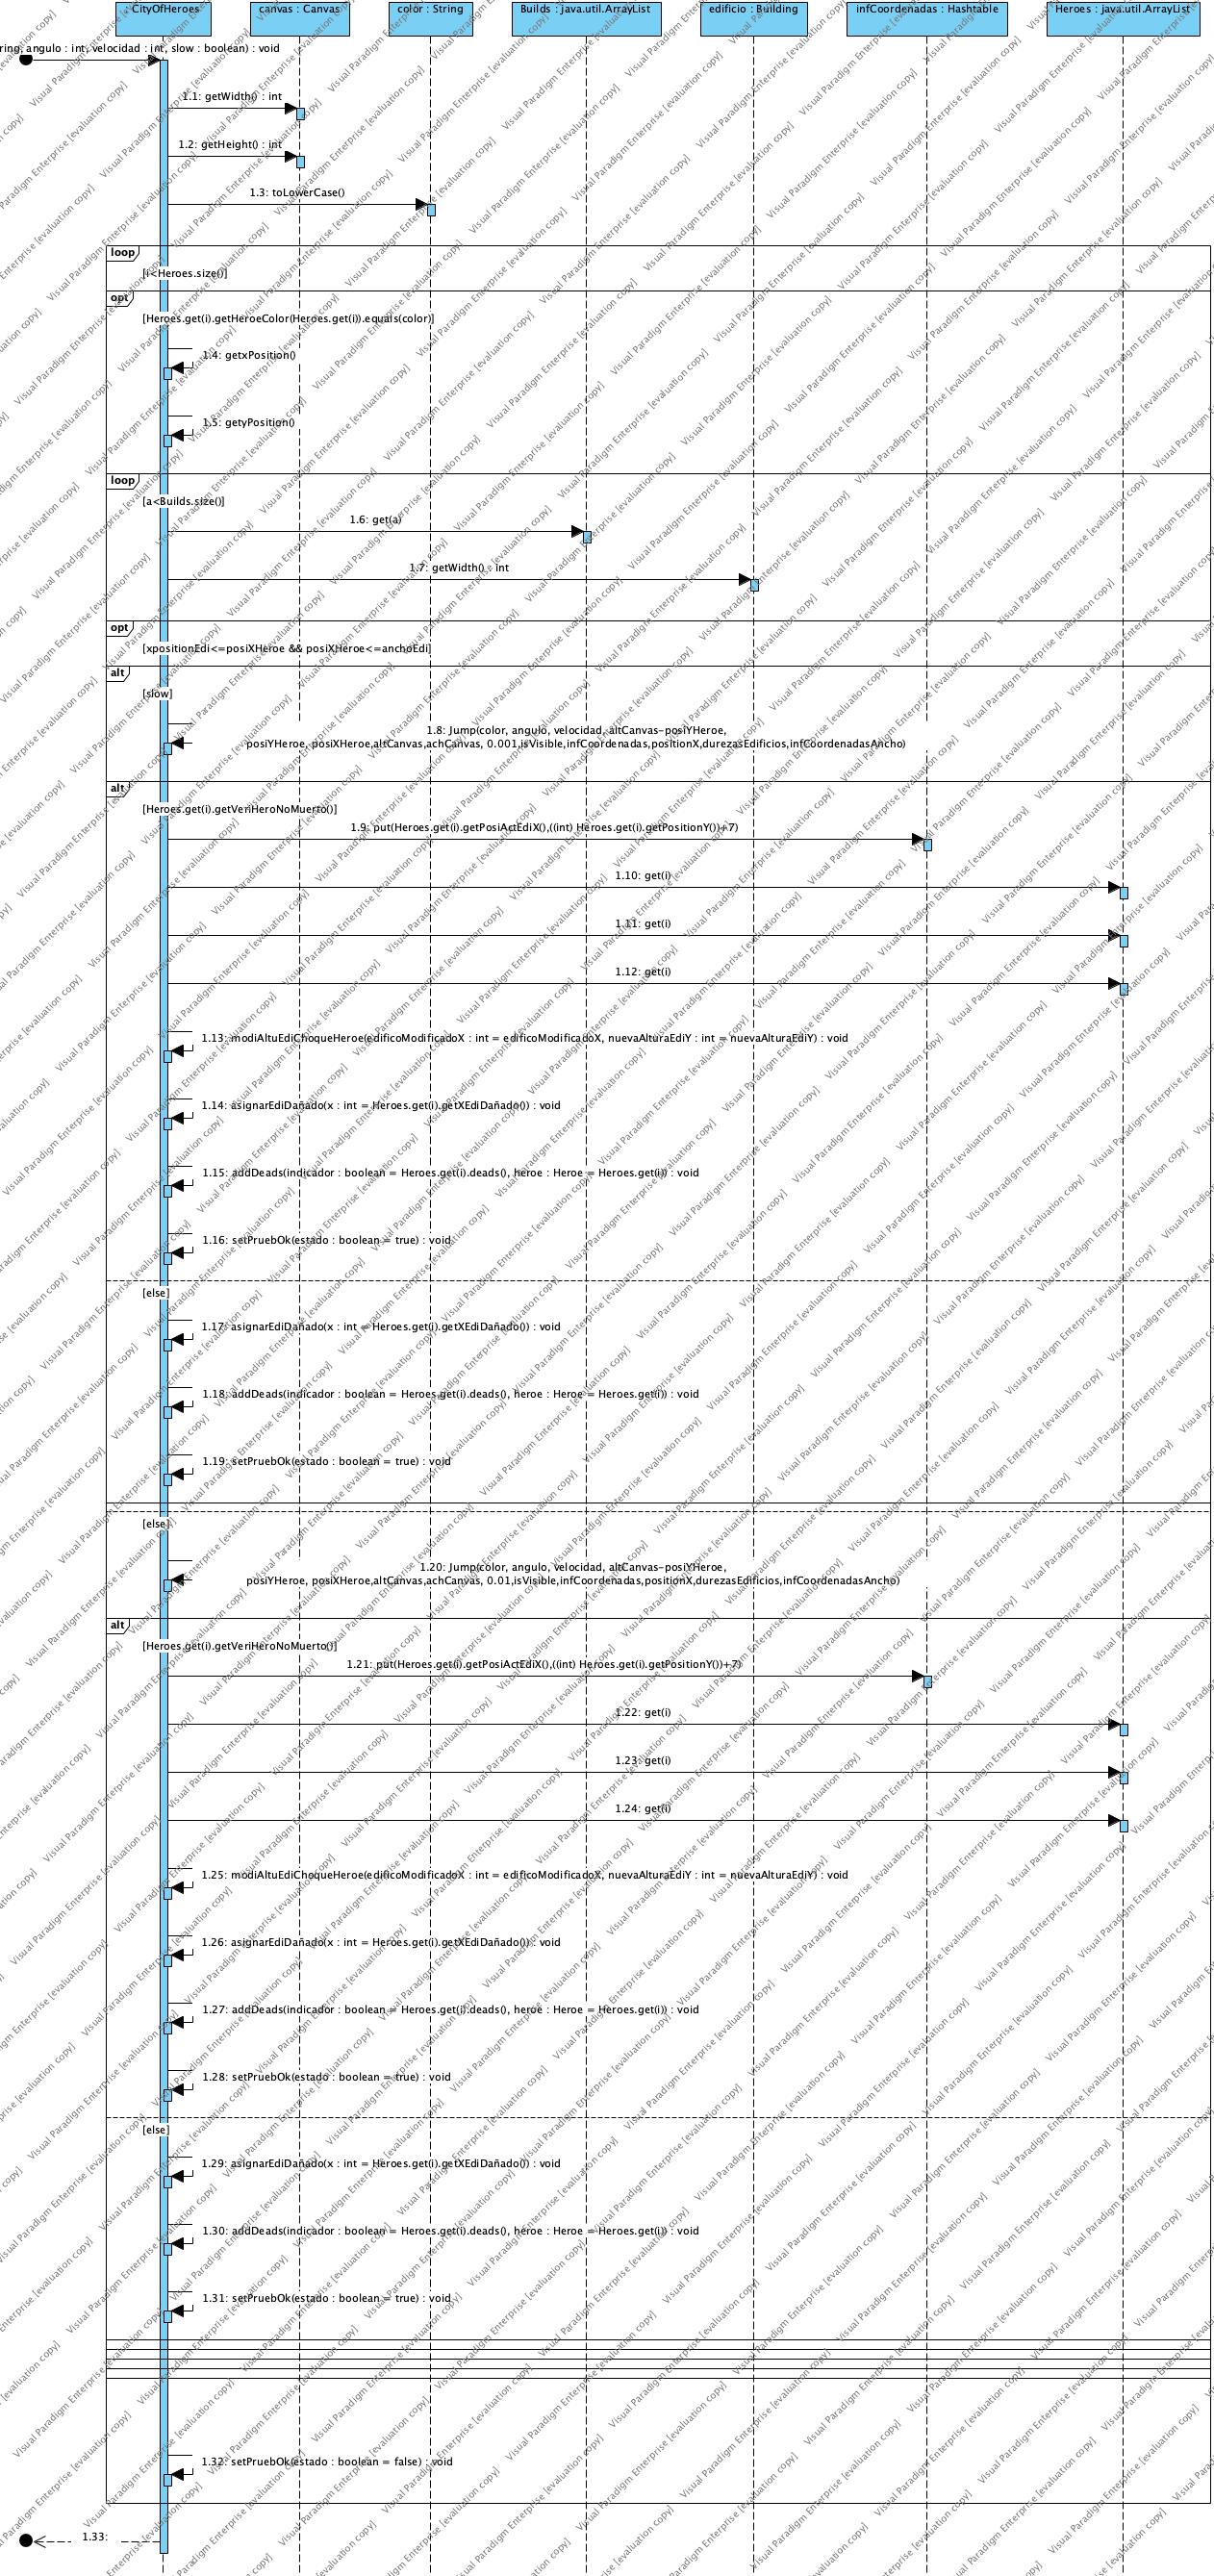 CityOfHeroes
canvas : Canvas
color : String
Builds : java.util.ArrayList
edificio : Building
infCoordenadas : Hashtable
Heroes : java.util.ArrayList
angulo : int, velocidad : int, slow : boolean) : void
1.1: getWidth() : int
1.2: getHeight() : int
1.3: toLowerCase()
loop
[i<Heroes.size()]
opt
[Heroes.get(i).getHeroeColor(Heroes.get(i)).equals(color)]
1.4: getxPosition()
1.5: getyPosition()
loop
[a<Builds.size()]
1.6: get(a)
1.7: getWidth() : int
opt
[xpositionEdi<=posiXHeroe && posiXHeroe<=anchoEdi]
alt
[slow]
1.8: Jump(color, angulo, velocidad, altCanvas-posiYHeroe,
posiYHeroe, posiXHeroe,altCanvas,achCanvas, 0.001,isVisible,infCoordenadas,positionX,durezasEdificios,infCoordenadasAncho)
alt
[Heroes.get(i).getVeriHeroNoMuerto()]
1.9: put(Heroes.get(i).getPosiActEdiX(),((int) Heroes.get(i).getPositionY())+7)
1.10: get(i)
1.11: get(i)
1.12: get(i)
1.13: modiAltuEdiChoqueHeroe(edificoModificadoX : int = edificoModificadoX, nuevaAlturaEdiY : int = nuevaAlturaEdiY) : void
1.14: asignarEdiDañado(x : int = Heroes.get(i).getXEdiDañado()) : void
1.15: addDeads(indicador : boolean = Heroes.get(i).deads(), heroe : Heroe = Heroes.get(i)) : void
1.16: setPruebOk(estado : boolean = true) : void
[else]
1.17: asignarEdiDañado(x : int = Heroes.get(i).getXEdiDañado()) : void
1.18: addDeads(indicador : boolean = Heroes.get(i).deads(), heroe : Heroe = Heroes.get(i)) : void
1.19: setPruebOk(estado : boolean = true) : void
[else]
1.20: Jump(color, angulo, velocidad, altCanvas-posiYHeroe,
posiYHeroe, posiXHeroe,altCanvas,achCanvas, 0.01,isVisible,infCoordenadas,positionX,durezasEdificios,infCoordenadasAncho)
alt
[Heroes.get(i).getVeriHeroNoMuerto()]
1.21: put(Heroes.get(i).getPosiActEdiX(),((int) Heroes.get(i).getPositionY())+7)
1.22: get(i)
1.23: get(i)
1.24: get(i)
1.25: modiAltuEdiChoqueHeroe(edificoModificadoX : int = edificoModificadoX, nuevaAlturaEdiY : int = nuevaAlturaEdiY) : void
1.26: asignarEdiDañado(x : int = Heroes.get(i).getXEdiDañado()) : void
1.27: addDeads(indicador : boolean = Heroes.get(i).deads(), heroe : Heroe = Heroes.get(i)) : void
1.28: setPruebOk(estado : boolean = true) : void
[else]
1.29: asignarEdiDañado(x : int = Heroes.get(i).getXEdiDañado()) : void
1.30: addDeads(indicador : boolean = Heroes.get(i).deads(), heroe : Heroe = Heroes.get(i)) : void
1.31: setPruebOk(estado : boolean = true) : void
1.32: setPruebOk(estado : boolean = false) : void
1.33:
Visual Paradigm Enterprise [evaluation copy]